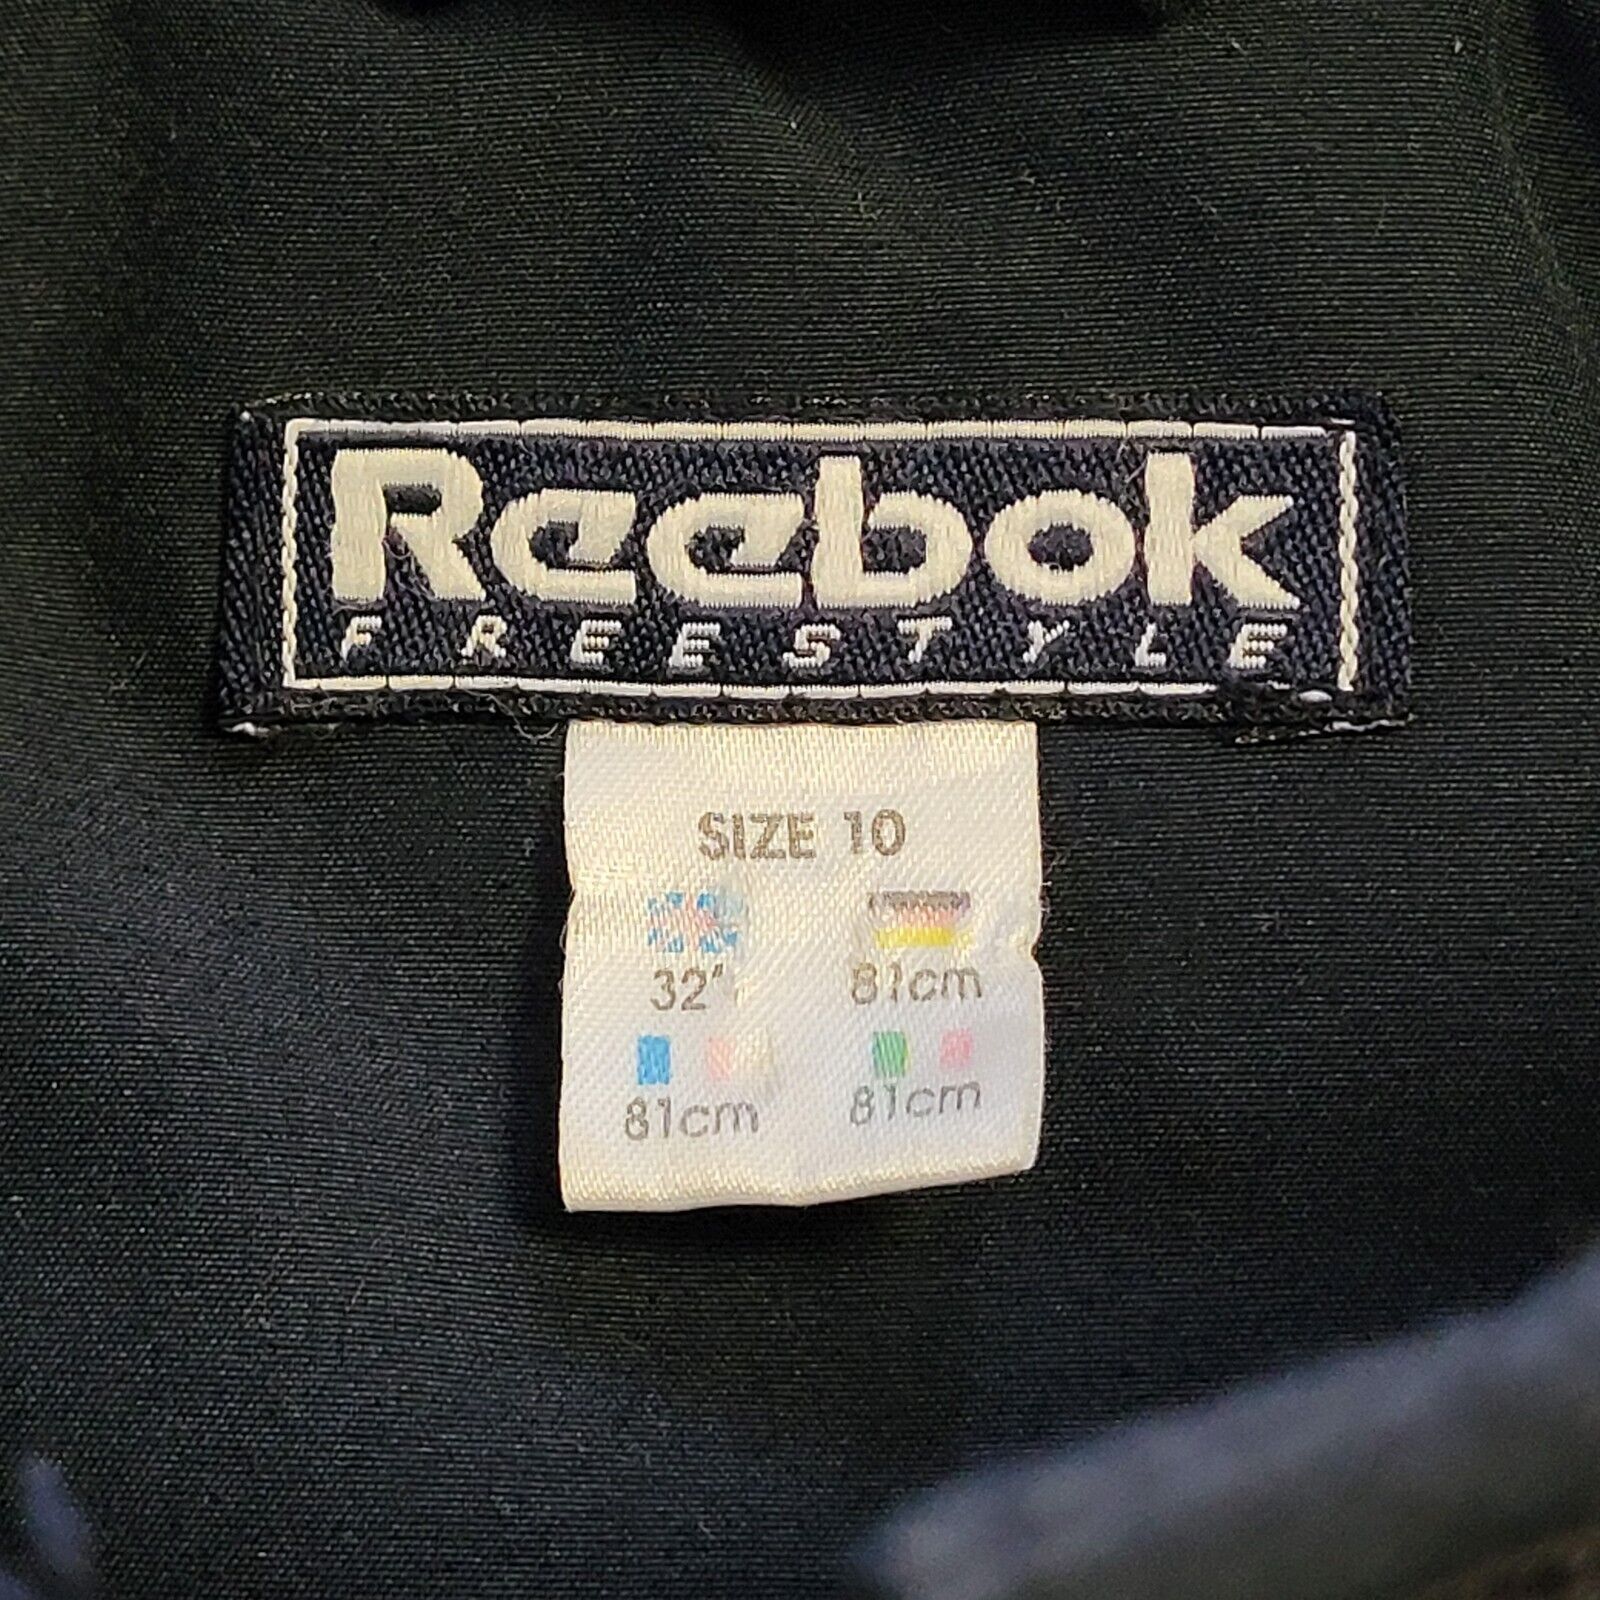 Reebok
FREESTYLE
SIZE 10
32" 81cm
81cm 81cm